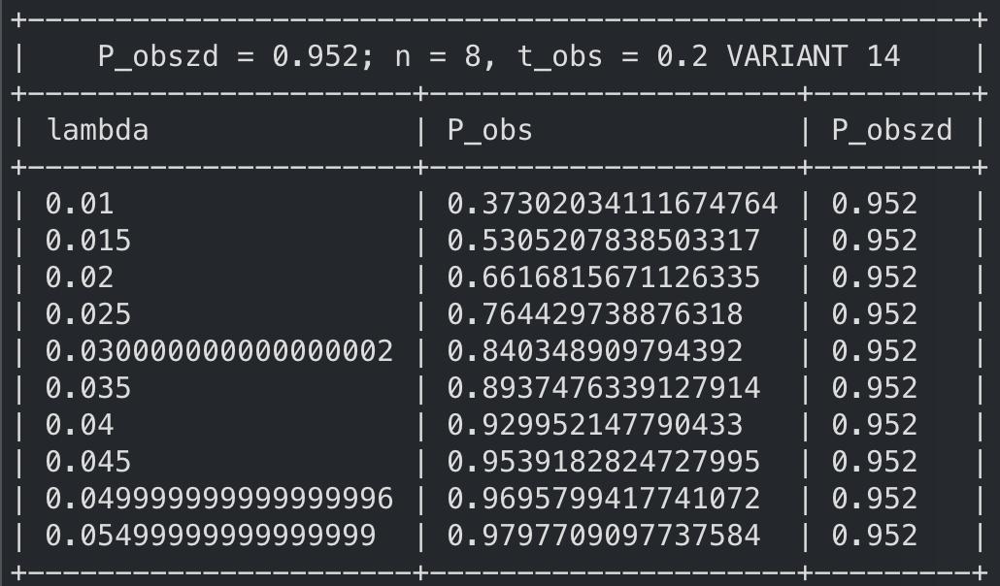 +-------------------------------------------------------+
| P_obszd = 0.952; n = 8, t_obs = 0.2 VARIANT 14 |
+----------------------+---------------------+---------+
| lambda | P_obs | P_obszd |
+----------------------+---------------------+---------+
| 0.01 | 0.37302034111674764 | 0.952 |
| 0.015 | 0.5305207838503317 | 0.952 |
| 0.02 | 0.6616815671126335 | 0.952 |
| 0.025 | 0.764429738876318 | 0.952 |
| 0.030000000000000002 | 0.840348909794392 | 0.952 |
| 0.035 | 0.8937476339127914 | 0.952 |
| 0.04 | 0.929952147790433 | 0.952 |
| 0.045 | 0.9539182824727995 | 0.952 |
| 0.049999999999999996 | 0.9695799417741072 | 0.952 |
| 0.05499999999999999 | 0.9797709097737584 | 0.952 |
+----------------------+---------------------+---------+